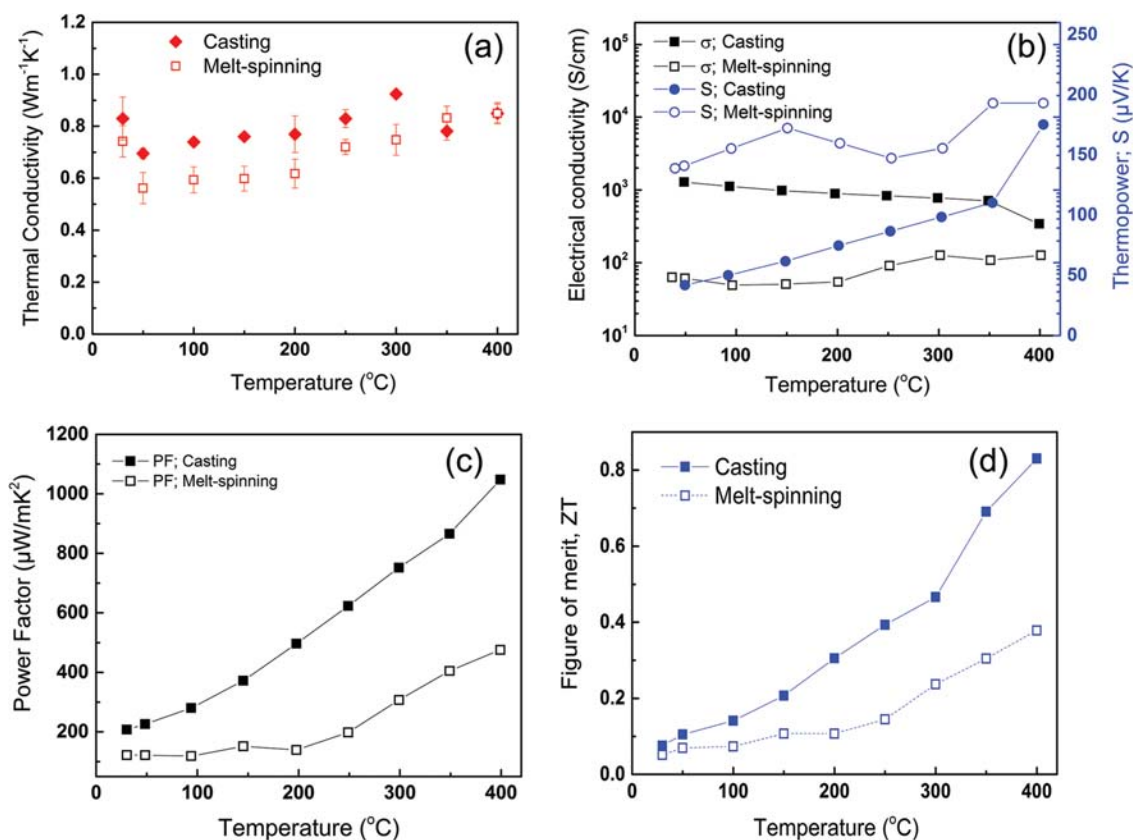 (a)
Casting
Melt-spinning
Thermal Conductivity (Wm⁻¹K⁻¹)
1.2
1.0
0.8
0.6
0.4
0.2
0.0
0 100 200 300 400
Temperature (°C)
(b)
σ; Casting
σ; Melt-spinning
S; Casting
S; Melt-spinning
Electrical conductivity (S/cm)
10⁵
10⁴
10³
10²
10¹
0 100 200 300 400
Temperature (°C)
Thermopower; S (μV/K)
250
200
150
100
50
0
(c)
PF; Casting
PF; Melt-spinning
Power Factor (μW/mK²)
1200
1000
800
600
400
200
0 100 200 300 400
Temperature (°C)
(d)
Casting
Melt-spinning
Figure of merit, ZT
0.8
0.6
0.4
0.2
0.0
0 100 200 300 400
Temperature (°C)